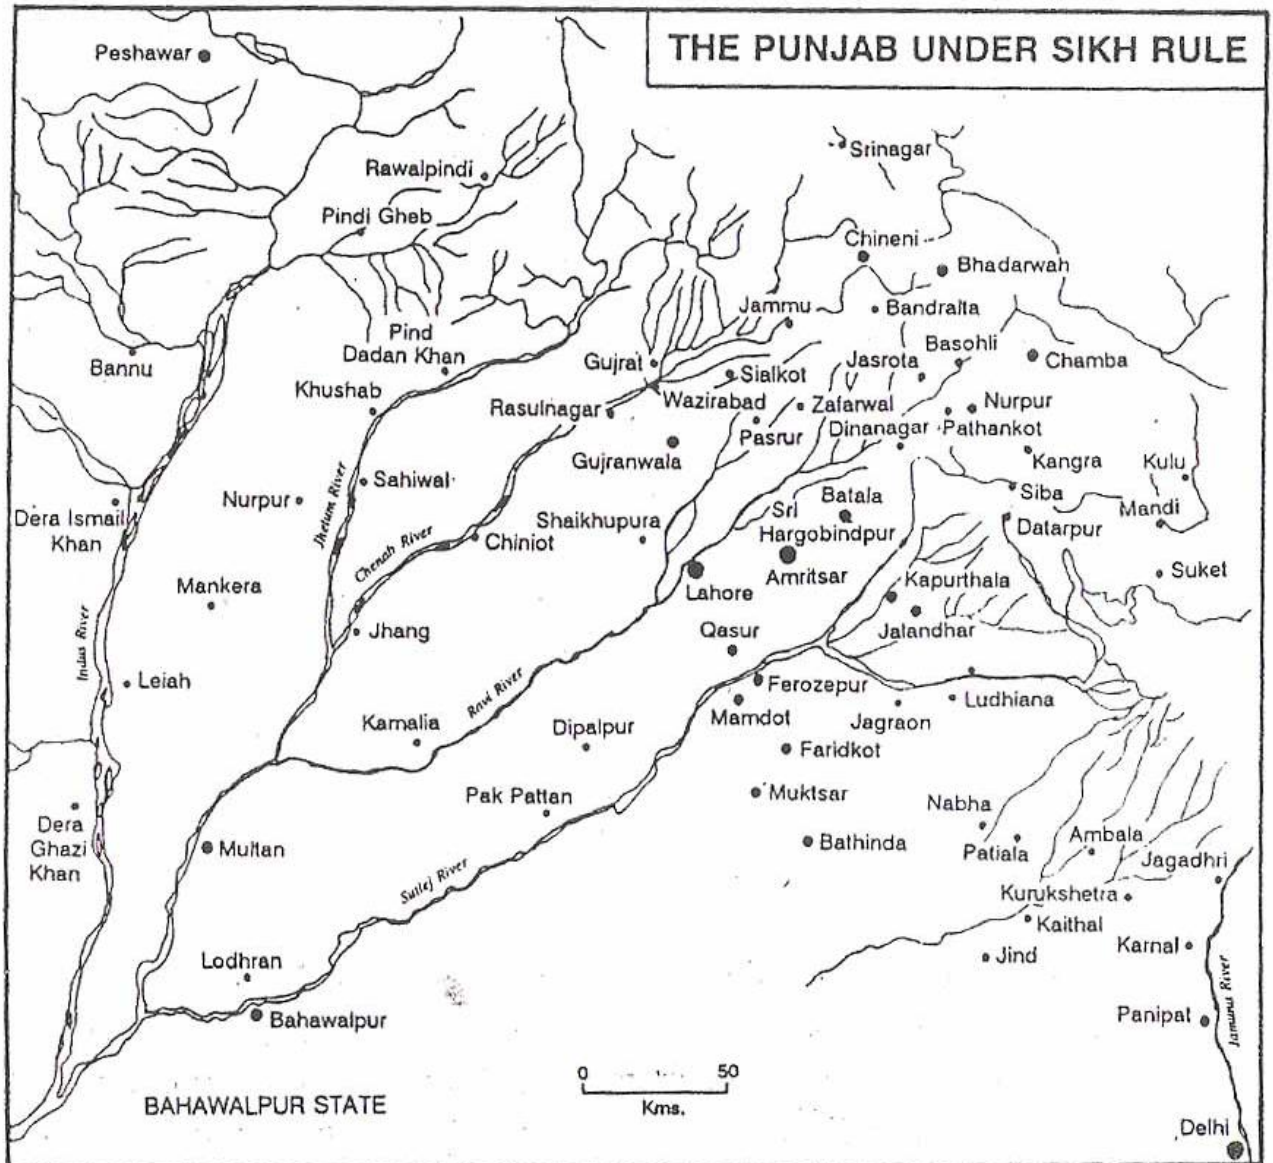 THE PUNJAB UNDER SIKH RULE
Peshawar
Srinagar
Rawalpindi
Pindi Gheb
Chineni
Bhadarwah
Jammu
Bandralta
Pind
Dadan Khan
Bannu
Gujrat
Jasrota
Basohli
Chamba
Khushab
Sialkot
Rasulnagar
Wazirabad
Zafarwal
Nurpur
Pasrur
Dinanagar
Pathankot
Gujranwala
Kangra
Kulu
Sahiwal
Nurpur
Jhelum River
Siba
Mandi
Dera Ismail
Khan
Shaikhupura
Sri
Hargobindpur
Batala
Datarpur
Chiniot
Chenab River
Amritsar
Suket
Mankera
Lahore
Kapurthala
Jhang
Qasur
Jalandhar
Indus River
Leiah
Ravi River
Ferozepur
Ludhiana
Kamalia
Dipalpur
Mamdot
Jagraon
Faridkot
Pak Pattan
Muktsar
Nabha
Dera
Ghazi
Khan
Multan
Bathinda
Patiala
Ambala
Jagadhri
Sutlej River
Kurukshetra
Kaithal
Lodhran
Jind
Karnal
Bahawalpur
Panipat
Jamuna River
0 50
Kms.
BAHAWALPUR STATE
Delhi